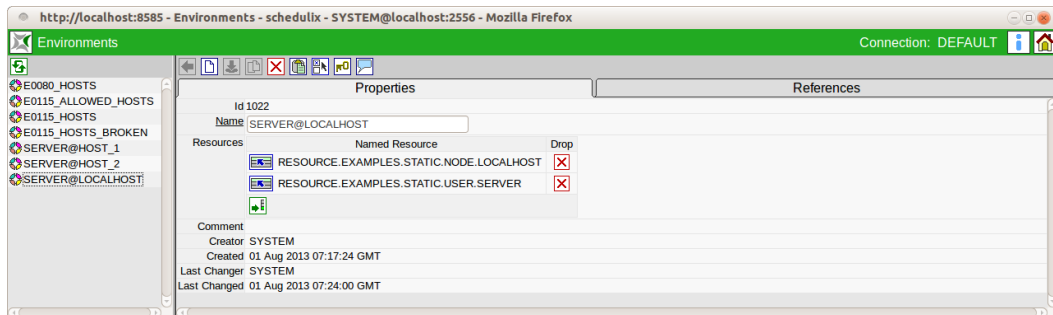 http://localhost:8585 - Environments - schedulix - SYSTEM@localhost:2556 - Mozilla Firefox
Environments
Connection: DEFAULT
E0080_HOSTS
E0115_ALLOWED_HOSTS
E0115_HOSTS
E0115_HOSTS_BROKEN
SERVER@HOST_1
SERVER@HOST_2
SERVER@LOCALHOST
Properties
References
Id 1022
Name SERVER@LOCALHOST
Resources Named Resource Drop
RESOURCE.EXAMPLES.STATIC.NODE.LOCALHOST
RESOURCE.EXAMPLES.STATIC.USER.SERVER
Comment
Creator SYSTEM
Created 01 Aug 2013 07:17:24 GMT
Last Changer SYSTEM
Last Changed 01 Aug 2013 07:24:00 GMT